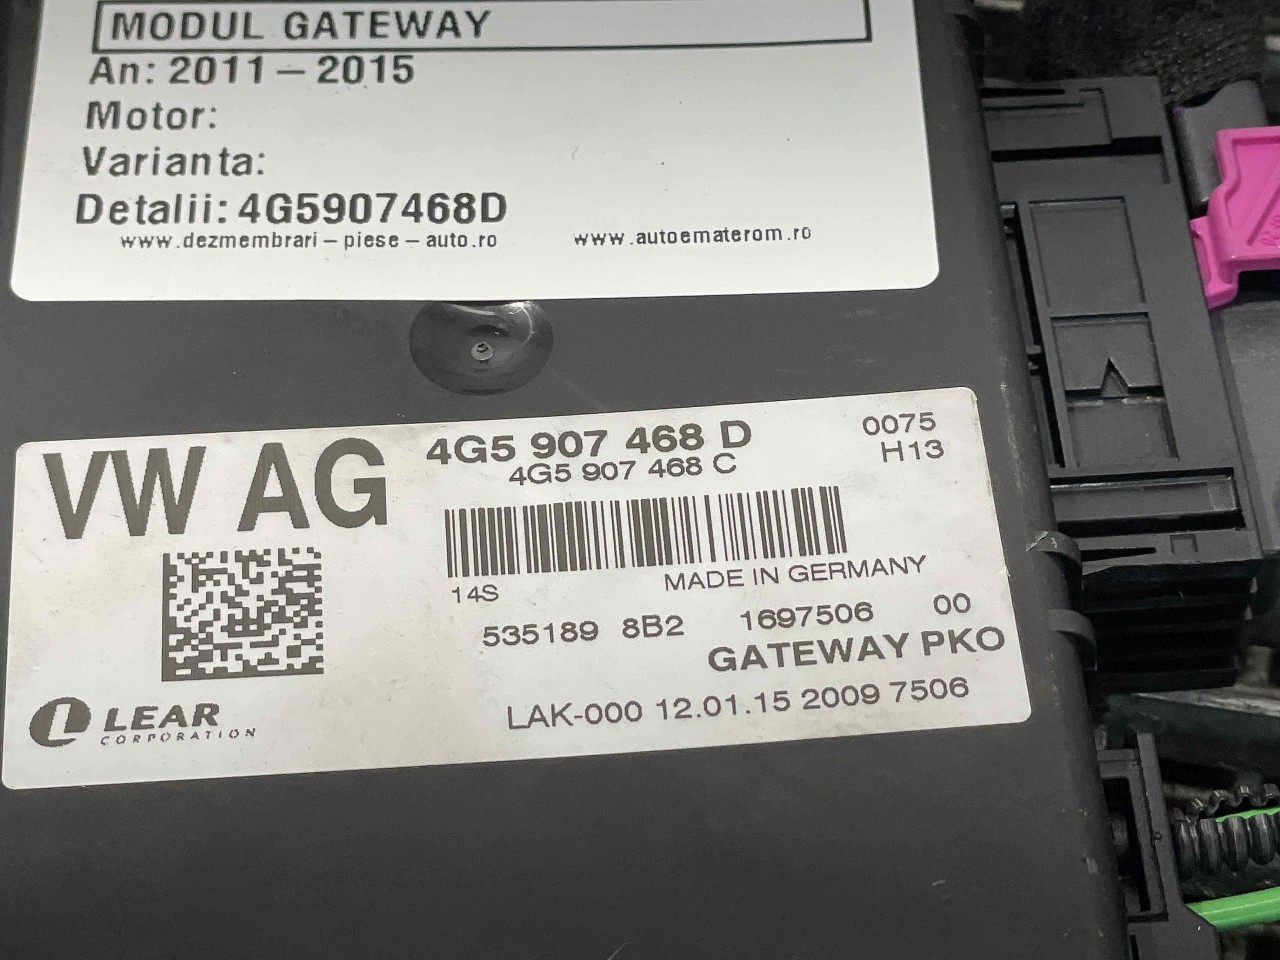 MODUL GATEWAY
An: 2011 – 2015
Motor:
Varianta:
Detalii: 4G5907468D
www.dezmembrari – piese – auto.ro
www.autoematerom.ro
VW AG
4G5 907 468 D
0075
4G5 907 468 C
H13
14S
MADE IN GERMANY
535189 8B2 1697506 00
GATEWAY PKO
LEAR
CORPORATION
LAK-000 12.01.15 2009 7506